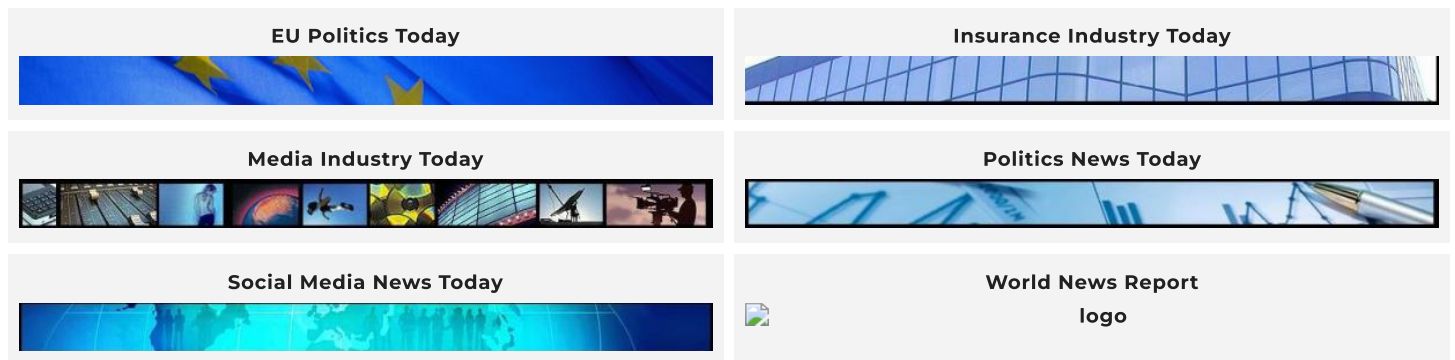 EU Politics Today
Insurance Industry Today
Media Industry Today
Politics News Today
Social Media News Today
World News Report
logo